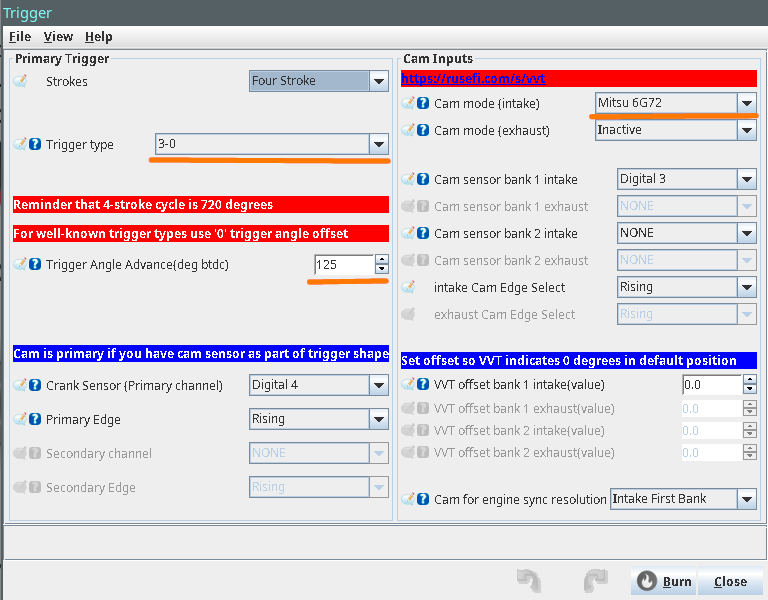 Trigger
File View Help
Primary Trigger
Strokes Four Stroke
Trigger type 3-0
Reminder that 4-stroke cycle is 720 degrees
For well-known trigger types use '0' trigger angle offset
Trigger Angle Advance(deg btdc) 125
Cam is primary if you have cam sensor as part of trigger shape
Crank Sensor (Primary channel) Digital 4
Primary Edge Rising
Secondary channel NONE
Secondary Edge Rising
Cam Inputs
https://rusefi.com/s/vvt
Cam mode (intake) Mitsu 6G72
Cam mode (exhaust) Inactive
Cam sensor bank 1 intake Digital 3
Cam sensor bank 1 exhaust NONE
Cam sensor bank 2 intake NONE
Cam sensor bank 2 exhaust NONE
intake Cam Edge Select Rising
exhaust Cam Edge Select Rising
Set offset so VVT indicates 0 degrees in default position
VVT offset bank 1 intake(value) 0.0
VVT offset bank 1 exhaust(value) 0.0
VVT offset bank 2 intake(value) 0.0
VVT offset bank 2 exhaust(value) 0.0
Cam for engine sync resolution Intake First Bank
Burn Close